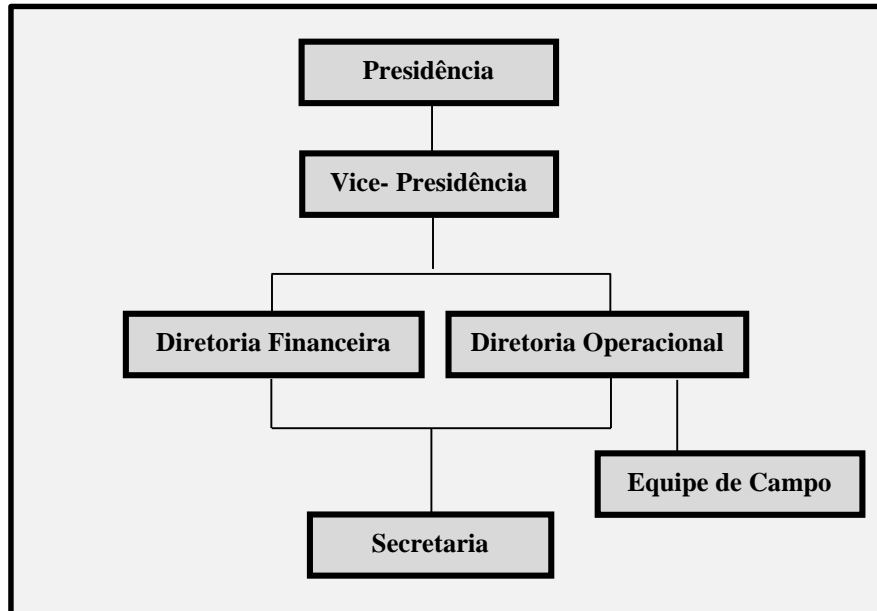 Presidência
Vice- Presidência
Diretoria Financeira
Diretoria Operacional
Equipe de Campo
Secretaria